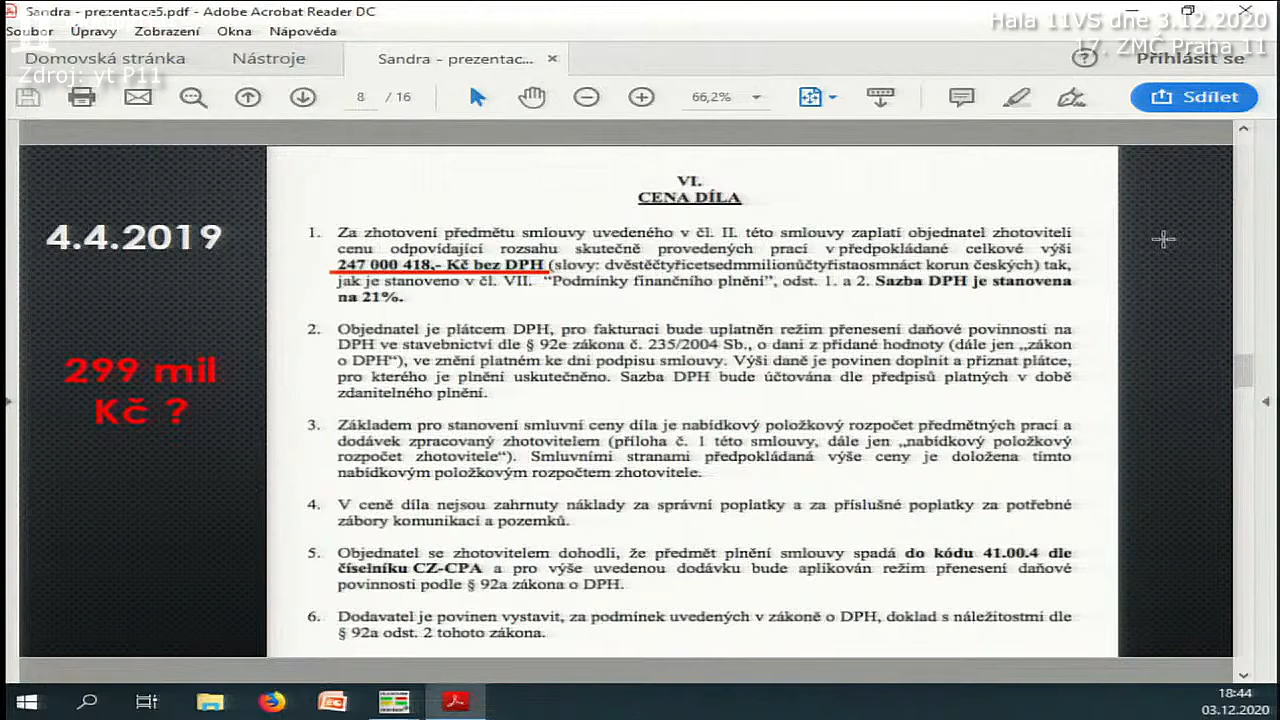 Sandra - prezentace5.pdf - Adobe Acrobat Reader DC
Soubor Úpravy Zobrazení Okna Nápověda
Hala 11VS dne 3.12.2020
17. ZMČ Praha 11
Zdroj: yt P11
Domovská stránka Nástroje Sandra - prezentac... × Přihlásit se
8 / 16 66,2% Sdílet
4.4.2019
299 mil
Kč ?
VI.
CENA DÍLA
1. Za zhotovení předmětu smlouvy uvedeného v čl. II. této smlouvy zaplatí objednatel zhotoviteli
cenu odpovídající rozsahu skutečně provedených prací v předpokládané celkové výši
247 000 418,- Kč bez DPH (slovy: dvěstěčtyřicetsedmmilionůčtyřistaosmnáct korun českých) tak,
jak je stanoveno v čl. VII. "Podmínky finančního plnění", odst. 1. a 2. Sazba DPH je stanovena
na 21%.
2. Objednatel je plátcem DPH, pro fakturaci bude uplatněn režim přenesení daňové povinnosti na
DPH ve stavebnictví dle § 92e zákona č. 235/2004 Sb., o dani z přidané hodnoty (dále jen „zákon
o DPH“), ve znění platném ke dni podpisu smlouvy. Výši daně je povinen doplnit a přiznat plátce,
pro kterého je plnění uskutečněno. Sazba DPH bude účtována dle předpisů platných v době
zdanitelného plnění.
3. Základem pro stanovení smluvní ceny díla je nabídkový položkový rozpočet předmětných prací a
dodávek zpracovaný zhotovitelem (příloha č. 1 této smlouvy, dále jen „nabídkový položkový
rozpočet zhotovitele“). Smluvními stranami předpokládaná výše ceny je doložena tímto
nabídkovým položkovým rozpočtem zhotovitele.
4. V ceně díla nejsou zahrnuty náklady za správní poplatky a za příslušné poplatky za potřebné
zábory komunikací a pozemků.
5. Objednatel se zhotovitelem dohodli, že předmět plnění smlouvy spadá do kódu 41.00.4 dle
číselníku CZ-CPA a pro výše uvedenou dodávku bude aplikován režim přenesení daňové
povinnosti podle § 92a zákona o DPH.
6. Dodavatel je povinen vystavit, za podmínek uvedených v zákoně o DPH, doklad s náležitostmi dle
§ 92a odst. 2 tohoto zákona.
18:44
03.12.2020